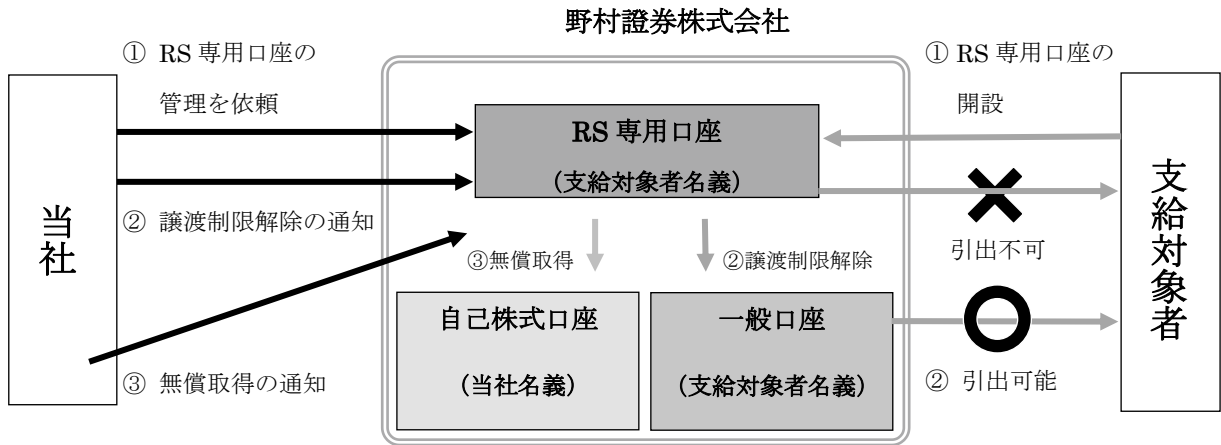 野村證券株式会社
① RS 専用口座の
管理を依頼
② 譲渡制限解除の通知
③ 無償取得の通知
当社
RS 専用口座
(支給対象者名義)
③無償取得
②譲渡制限解除
自己株式口座
(当社名義)
一般口座
(支給対象者名義)
① RS 専用口座の
開設
引出不可
② 引出可能
支給対象者